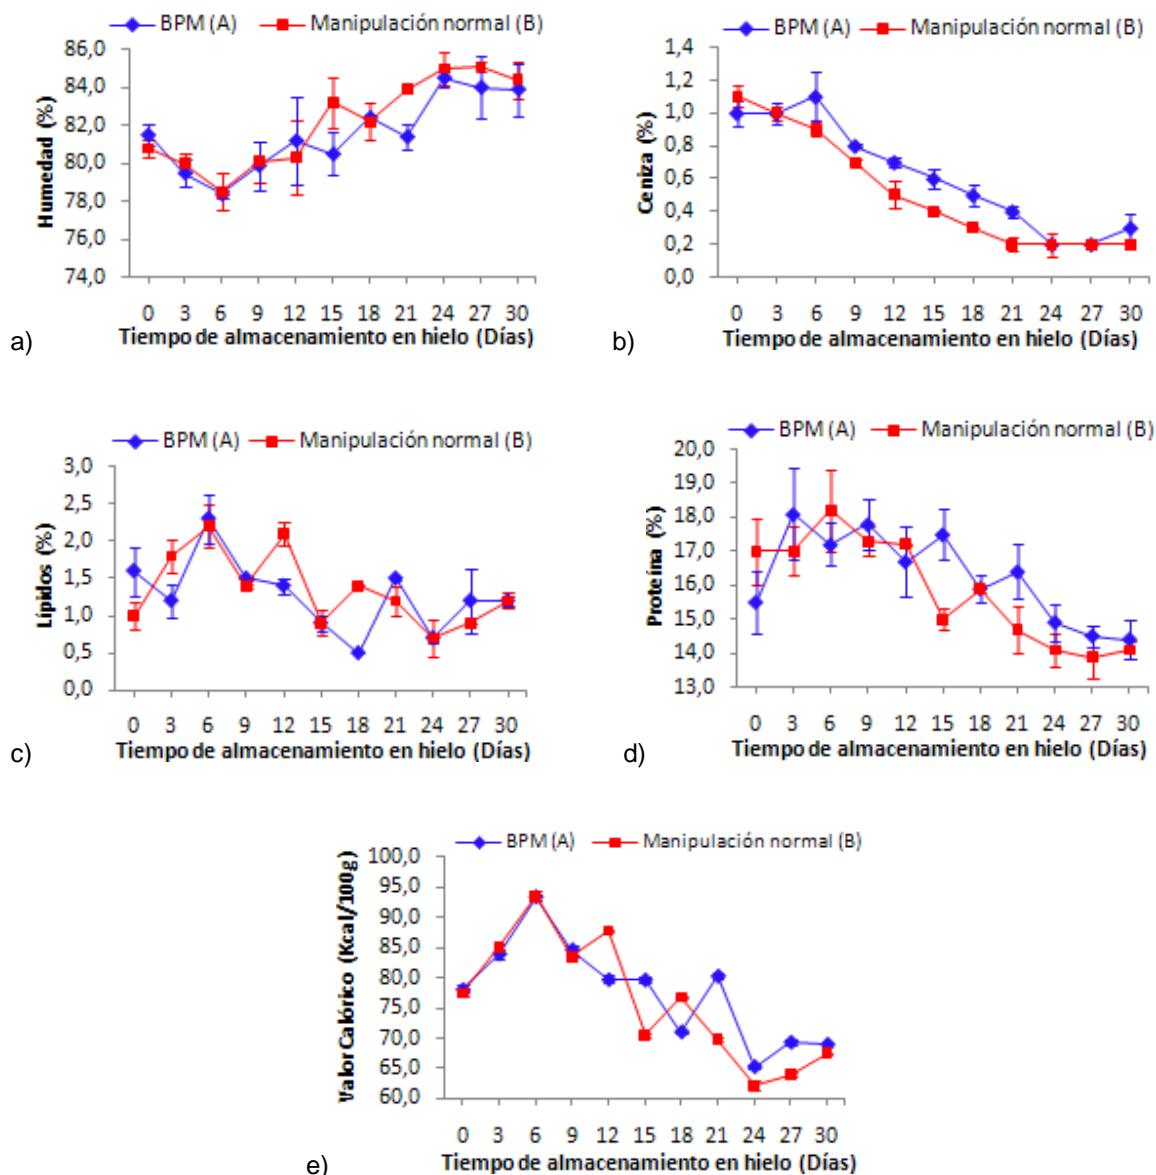 BPM (A) Manipulación normal (B)
Humedad (%)
86,0
84,0
82,0
80,0
78,0
76,0
74,0
0 3 6 9 12 15 18 21 24 27 30
Tiempo de almacenamiento en hielo (Días)
a)
BPM (A) Manipulación normal (B)
Ceniza (%)
1,4
1,2
1,0
0,8
0,6
0,4
0,2
0,0
0 3 6 9 12 15 18 21 24 27 30
Tiempo de almacenamiento en hielo (Días)
b)
BPM (A) Manipulación normal (B)
Lípidos (%)
3,0
2,5
2,0
1,5
1,0
0,5
0,0
0 3 6 9 12 15 18 21 24 27 30
Tiempo de almacenamiento en hielo (Días)
c)
BPM (A) Manipulación normal (B)
Proteína (%)
20,0
19,0
18,0
17,0
16,0
15,0
14,0
13,0
0 3 6 9 12 15 18 21 24 27 30
Tiempo de almacenamiento en hielo (Días)
d)
BPM (A) Manipulación normal (B)
Valor Calórico (Kcal/100g)
100,0
95,0
90,0
85,0
80,0
75,0
70,0
65,0
60,0
0 3 6 9 12 15 18 21 24 27 30
Tiempo de almacenamiento en hielo (Días)
e)